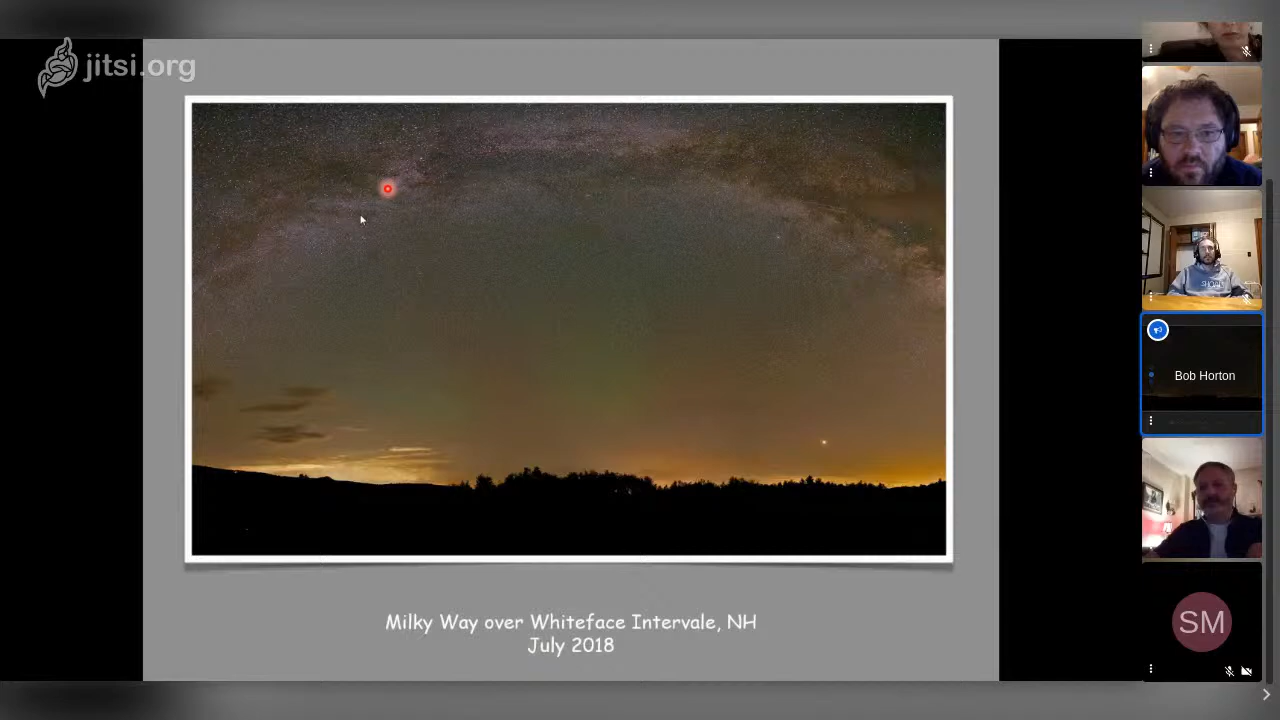 jitsi.org
Milky Way over Whiteface Intervale, NH
July 2018
Bob Horton
SM